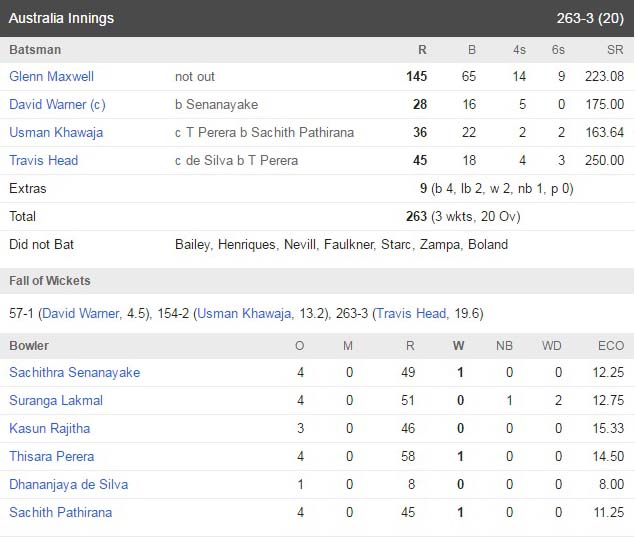 Australia Innings 263-3 (20)
Batsman R B 4s 6s SR
Glenn Maxwell not out 145 65 14 9 223.08
David Warner (c) b Senanayake 28 16 5 0 175.00
Usman Khawaja c T Perera b Sachith Pathirana 36 22 2 2 163.64
Travis Head c de Silva b T Perera 45 18 4 3 250.00
Extras 9 (b 4, lb 2, w 2, nb 1, p 0)
Total 263 (3 wkts, 20 Ov)
Did not Bat Bailey, Henriques, Nevill, Faulkner, Starc, Zampa, Boland
Fall of Wickets
57-1 (David Warner, 4.5), 154-2 (Usman Khawaja, 13.2), 263-3 (Travis Head, 19.6)
Bowler O M R W NB WD ECO
Sachithra Senanayake 4 0 49 1 0 0 12.25
Suranga Lakmal 4 0 51 0 1 2 12.75
Kasun Rajitha 3 0 46 0 0 0 15.33
Thisara Perera 4 0 58 1 0 0 14.50
Dhananjaya de Silva 1 0 8 0 0 0 8.00
Sachith Pathirana 4 0 45 1 0 0 11.25